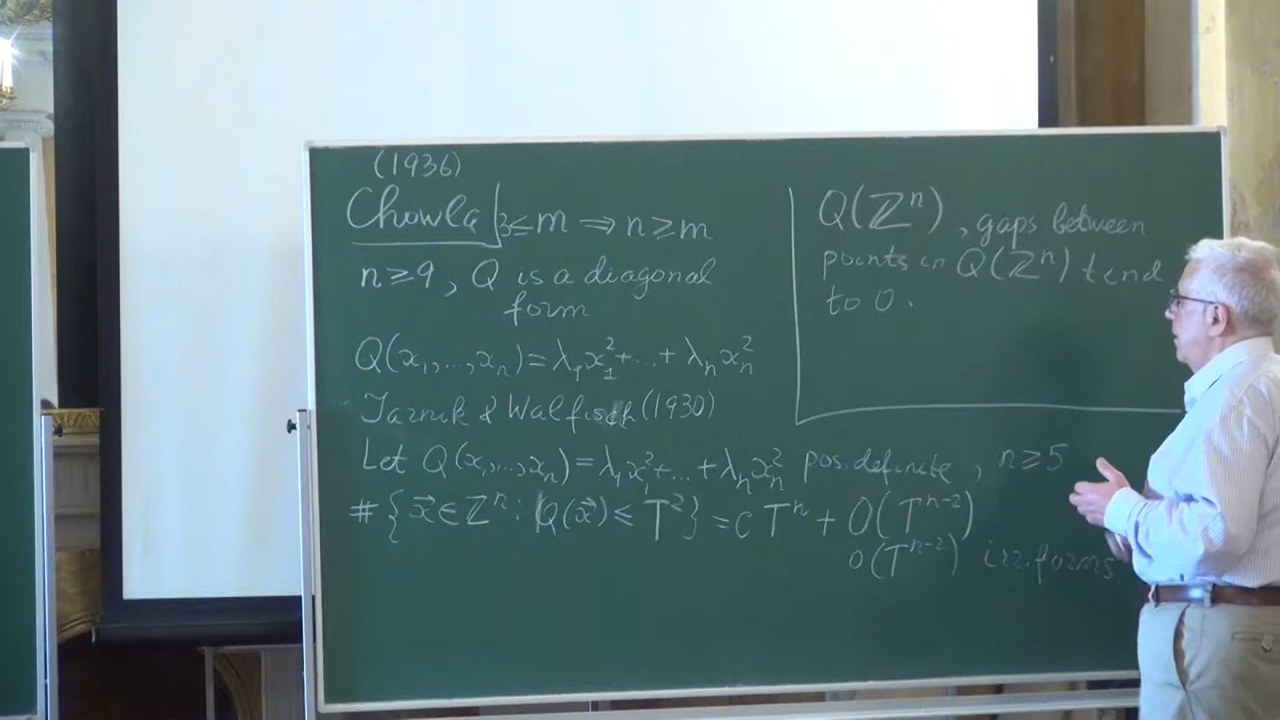 (1936)
Chowla 3≤m ⇒ n≥m
n≥9, Q is a diagonal
form
Q(x₁,...,xₙ)=λ₁x₁²+...+λₙxₙ²
Jarnik & Walfisch (1930)
Let Q(x₁,...,xₙ)=λ₁x₁²+...+λₙxₙ² pos. definite, n≥5
#{x⃗∈ℤⁿ: Q(x⃗)≤T²}=cTⁿ+O(Tⁿ⁻²)
o(Tⁿ⁻²) irr. forms
Q(ℤⁿ), gaps between
points in Q(ℤⁿ) tend
to 0.